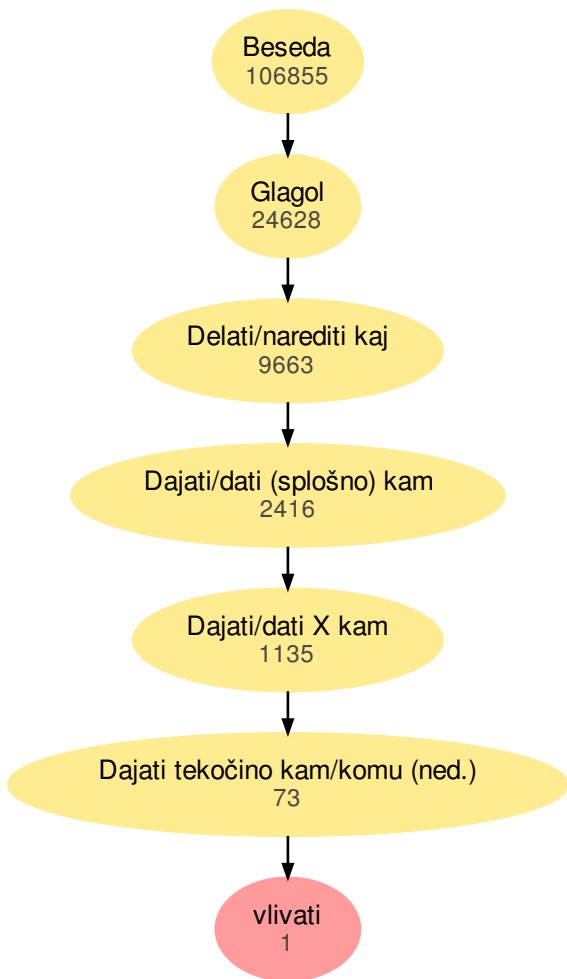 Beseda
106855
Glagol
24628
Delati/narediti kaj
9663
Dajati/dati (splošno) kam
2416
Dajati/dati X kam
1135
Dajati tekočino kam/komu (ned.)
73
vlivati
1